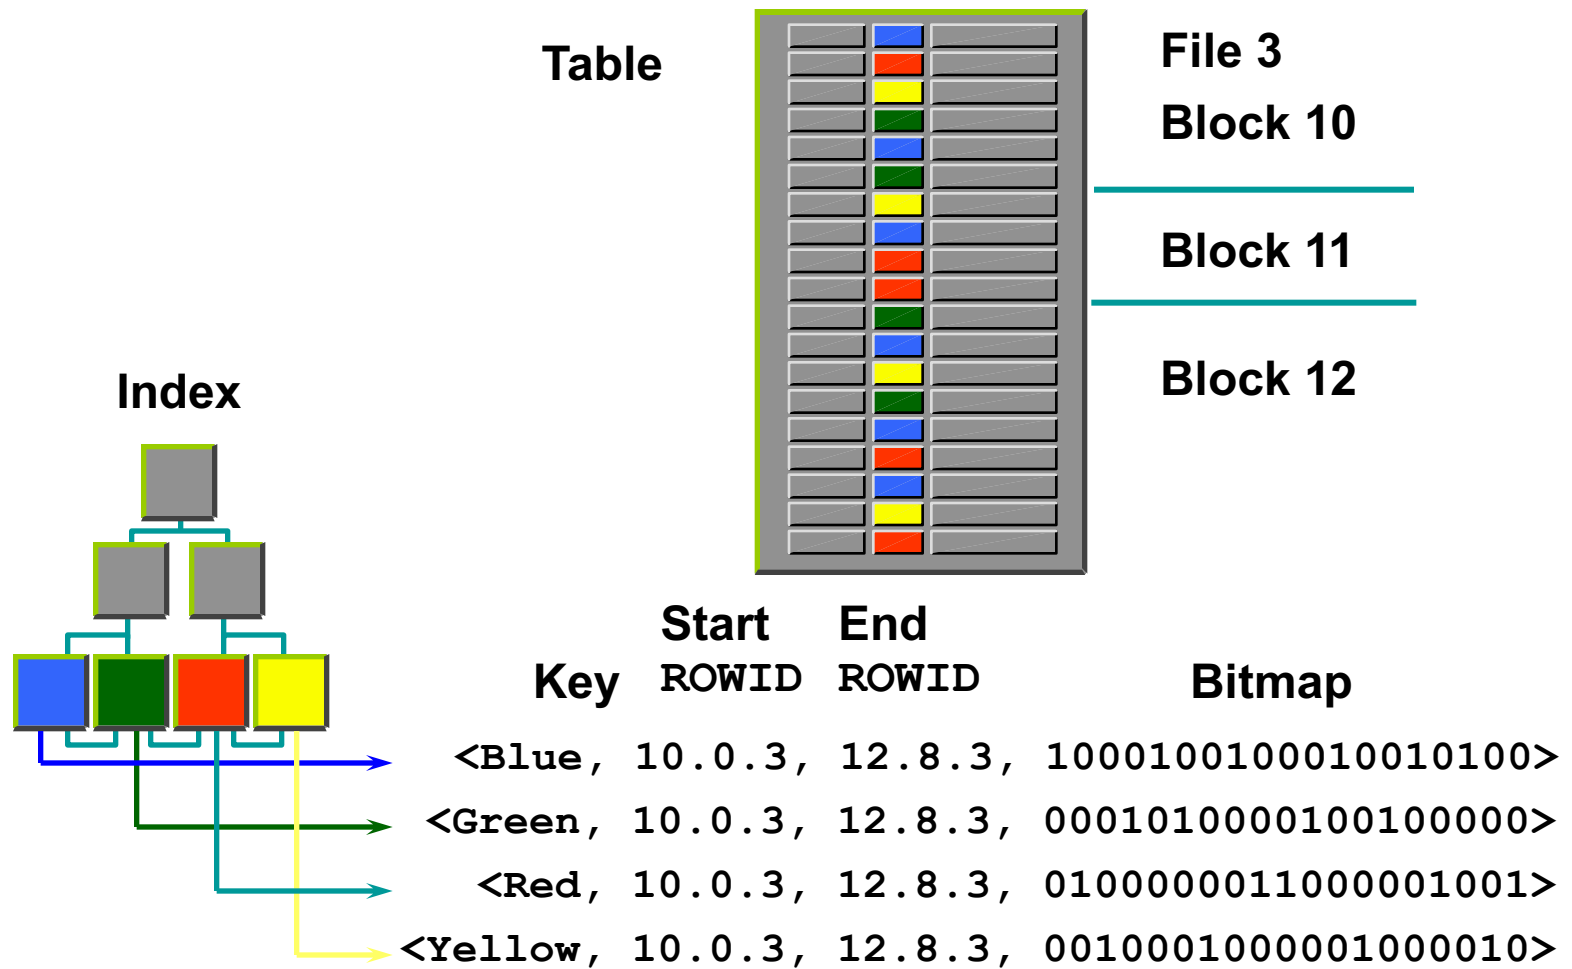 Table
File 3
Block 10
Block 11
Block 12
Index
Start End
Key ROWID ROWID Bitmap
<Blue, 10.0.3, 12.8.3, 1000100100010010100>
<Green, 10.0.3, 12.8.3, 0001010000100100000>
<Red, 10.0.3, 12.8.3, 0100000011000001001>
<Yellow, 10.0.3, 12.8.3, 0010001000001000010>